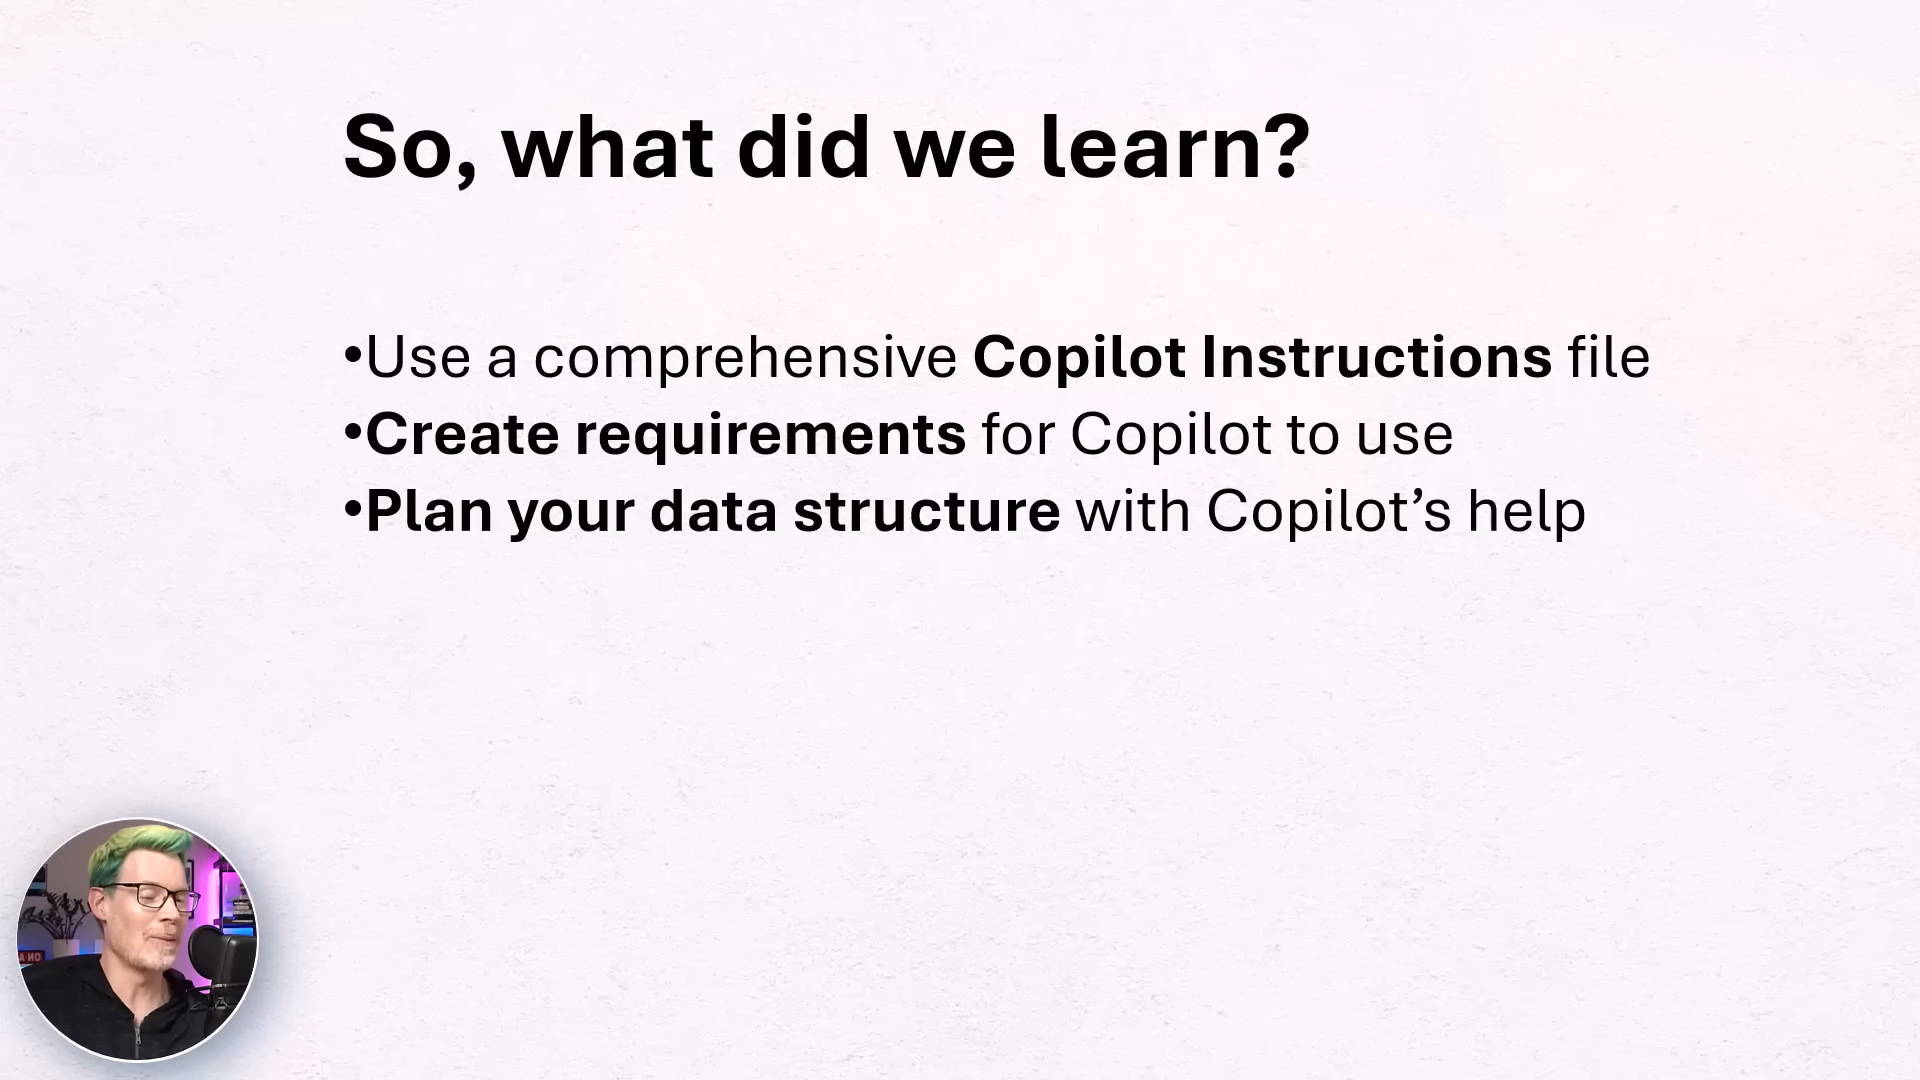 So, what did we learn?
•Use a comprehensive Copilot Instructions file
•Create requirements for Copilot to use
•Plan your data structure with Copilot’s help
ON A